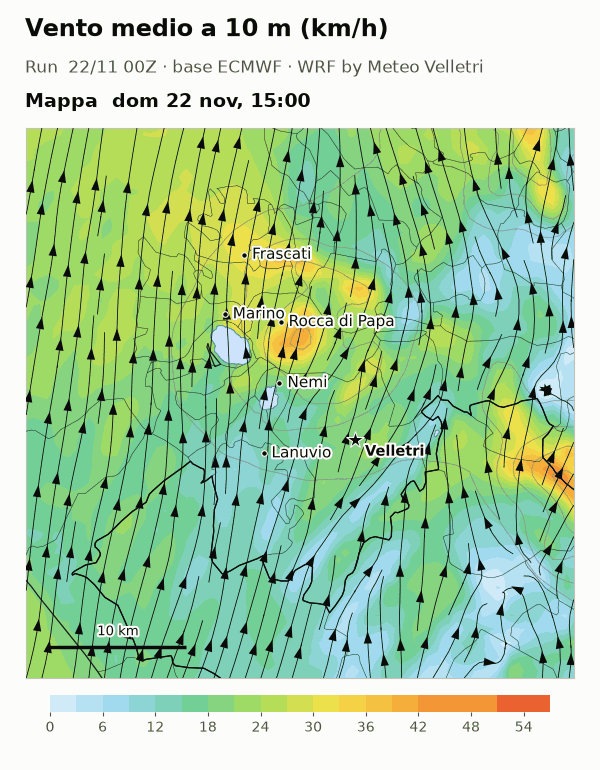 Vento medio a 10 m (km/h)
Run  22/11 00Z · base ECMWF · WRF by Meteo Velletri
Mappa  dom 22 nov, 15:00
Frascati
Marino
Rocca di Papa
Nemi
Velletri
Lanuvio
10 km
0 6 12 18 24 30 36 42 48 54